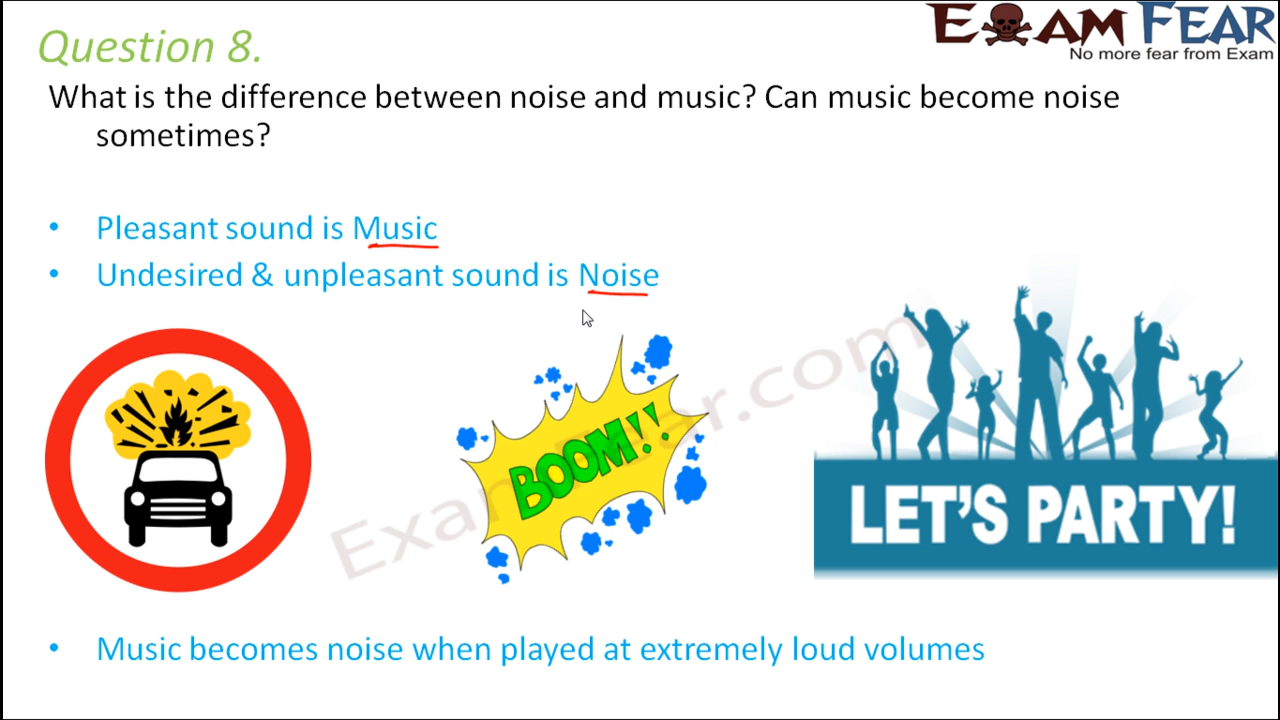 Question 8.
EXAM FEAR
No more fear from Exam
What is the difference between noise and music? Can music become noise
sometimes?
• Pleasant sound is Music
• Undesired & unpleasant sound is Noise
BOOM!!
ExamFear.com
LET'S PARTY!
• Music becomes noise when played at extremely loud volumes